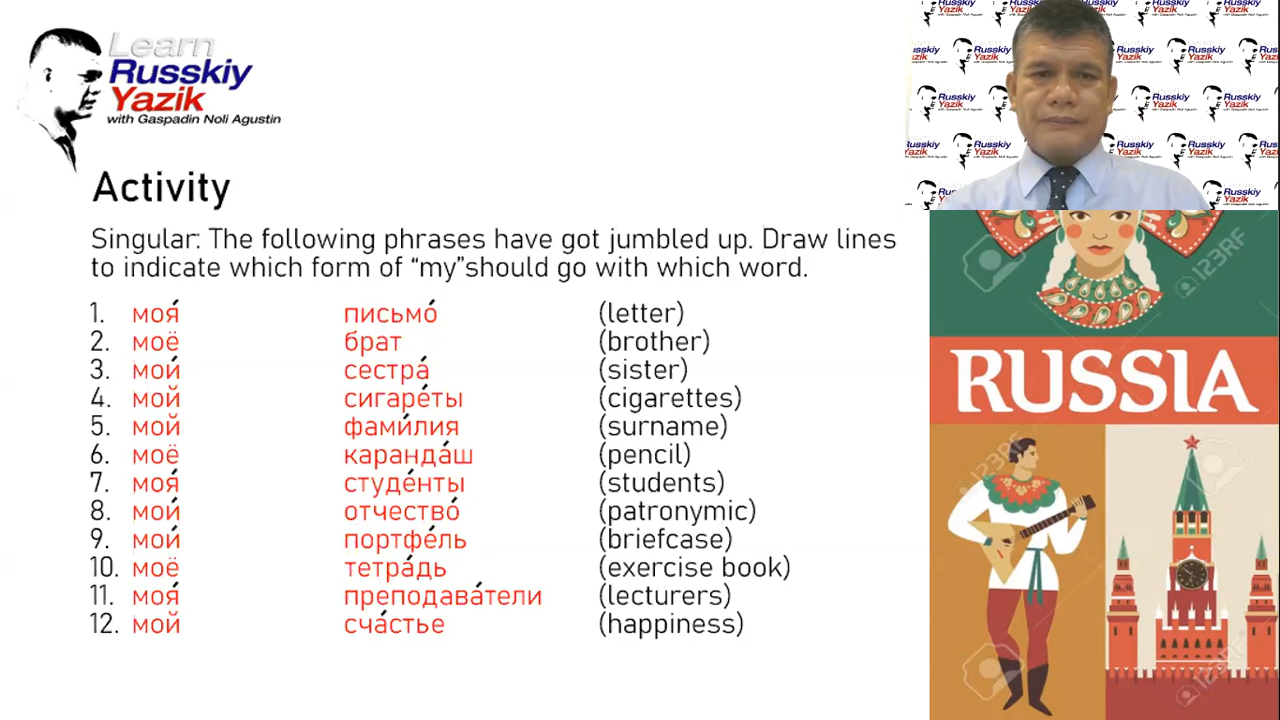 Learn
Russkiy
Yazik
with Gaspadin Noli Agustin
Activity
Singular: The following phrases have got jumbled up. Draw lines
to indicate which form of “my”should go with which word.
1. моя́ письмо́ (letter)
2. моё брат (brother)
3. мои́ сестра́ (sister)
4. мой сигаре́ты (cigarettes)
5. мой фами́лия (surname)
6. моё каранда́ш (pencil)
7. моя́ студе́нты (students)
8. мои́ отчество́ (patronymic)
9. мои́ портфе́ль (briefcase)
10. моё тетра́дь (exercise book)
11. моя́ преподава́тели (lecturers)
12. мой сча́стье (happiness)
RUSSIA
123RF